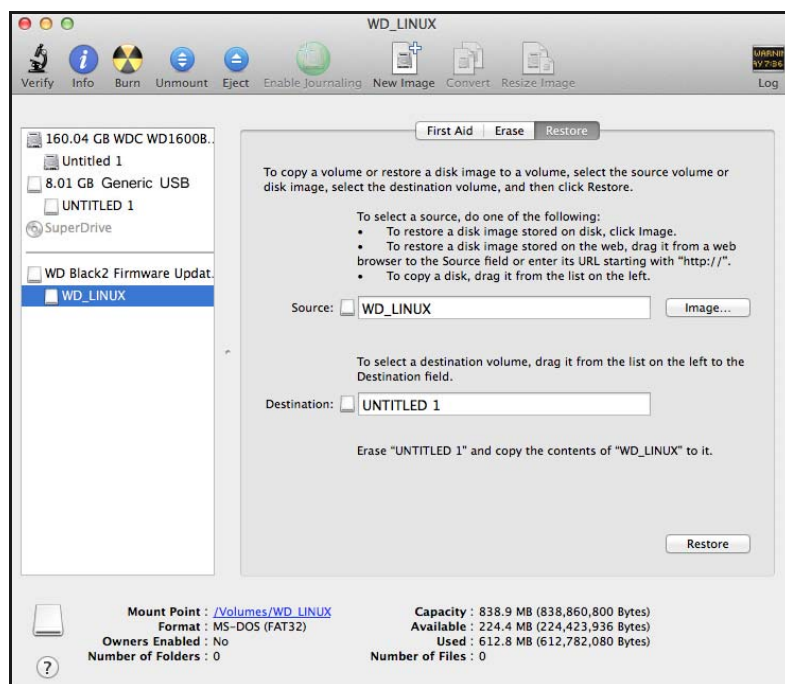 WD_LINUX
Verify Info Burn Unmount Eject Enable Journaling New Image Convert Resize Image Log
WARNIN
AY 7:86
160.04 GB WDC WD1600B..
Untitled 1
8.01 GB Generic USB
UNTITLED 1
SuperDrive
WD Black2 Firmware Updat.
WD_LINUX
First Aid Erase Restore
To copy a volume or restore a disk image to a volume, select the source volume or
disk image, select the destination volume, and then click Restore.
To select a source, do one of the following:
• To restore a disk image stored on disk, click Image.
• To restore a disk image stored on the web, drag it from a web
browser to the Source field or enter its URL starting with “http://”.
• To copy a disk, drag it from the list on the left.
Source: WD_LINUX Image...
To select a destination volume, drag it from the list on the left to the
Destination field.
Destination: UNTITLED 1
Erase “UNTITLED 1” and copy the contents of “WD_LINUX” to it.
Restore
Mount Point : /Volumes/WD_LINUX Capacity : 838.9 MB (838,860,800 Bytes)
Format : MS-DOS (FAT32) Available : 224.4 MB (224,423,936 Bytes)
Owners Enabled : No Used : 612.8 MB (612,782,080 Bytes)
Number of Folders : 0 Number of Files : 0
?